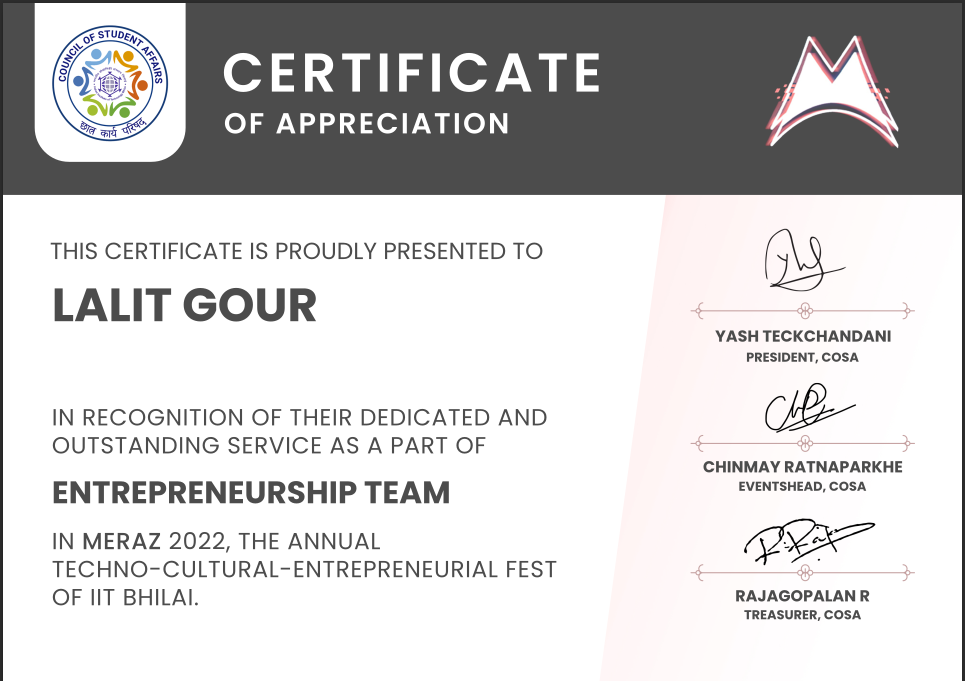 COUNCIL OF STUDENT AFFAIRS
छात्र कार्य परिषद
CERTIFICATE
OF APPRECIATION
THIS CERTIFICATE IS PROUDLY PRESENTED TO
LALIT GOUR
IN RECOGNITION OF THEIR DEDICATED AND
OUTSTANDING SERVICE AS A PART OF
ENTREPRENEURSHIP TEAM
IN MERAZ 2022, THE ANNUAL
TECHNO-CULTURAL-ENTREPRENEURIAL FEST
OF IIT BHILAI.
YASH TECKCHANDANI
PRESIDENT, COSA
CHINMAY RATNAPARKHE
EVENTSHEAD, COSA
RAJAGOPALAN R
TREASURER, COSA